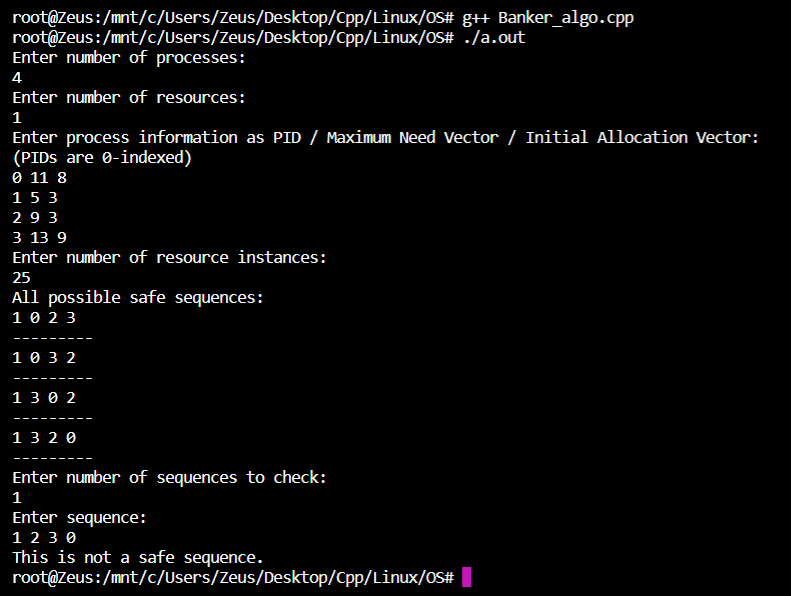 root@Zeus:/mnt/c/Users/Zeus/Desktop/Cpp/Linux/OS# g++ Banker_algo.cpp
root@Zeus:/mnt/c/Users/Zeus/Desktop/Cpp/Linux/OS# ./a.out
Enter number of processes:
4
Enter number of resources:
1
Enter process information as PID / Maximum Need Vector / Initial Allocation Vector:
(PIDs are 0-indexed)
0 11 8
1 5 3
2 9 3
3 13 9
Enter number of resource instances:
25
All possible safe sequences:
1 0 2 3
---------
1 0 3 2
---------
1 3 0 2
---------
1 3 2 0
---------
Enter number of sequences to check:
1
Enter sequence:
1 2 3 0
This is not a safe sequence.
root@Zeus:/mnt/c/Users/Zeus/Desktop/Cpp/Linux/OS#